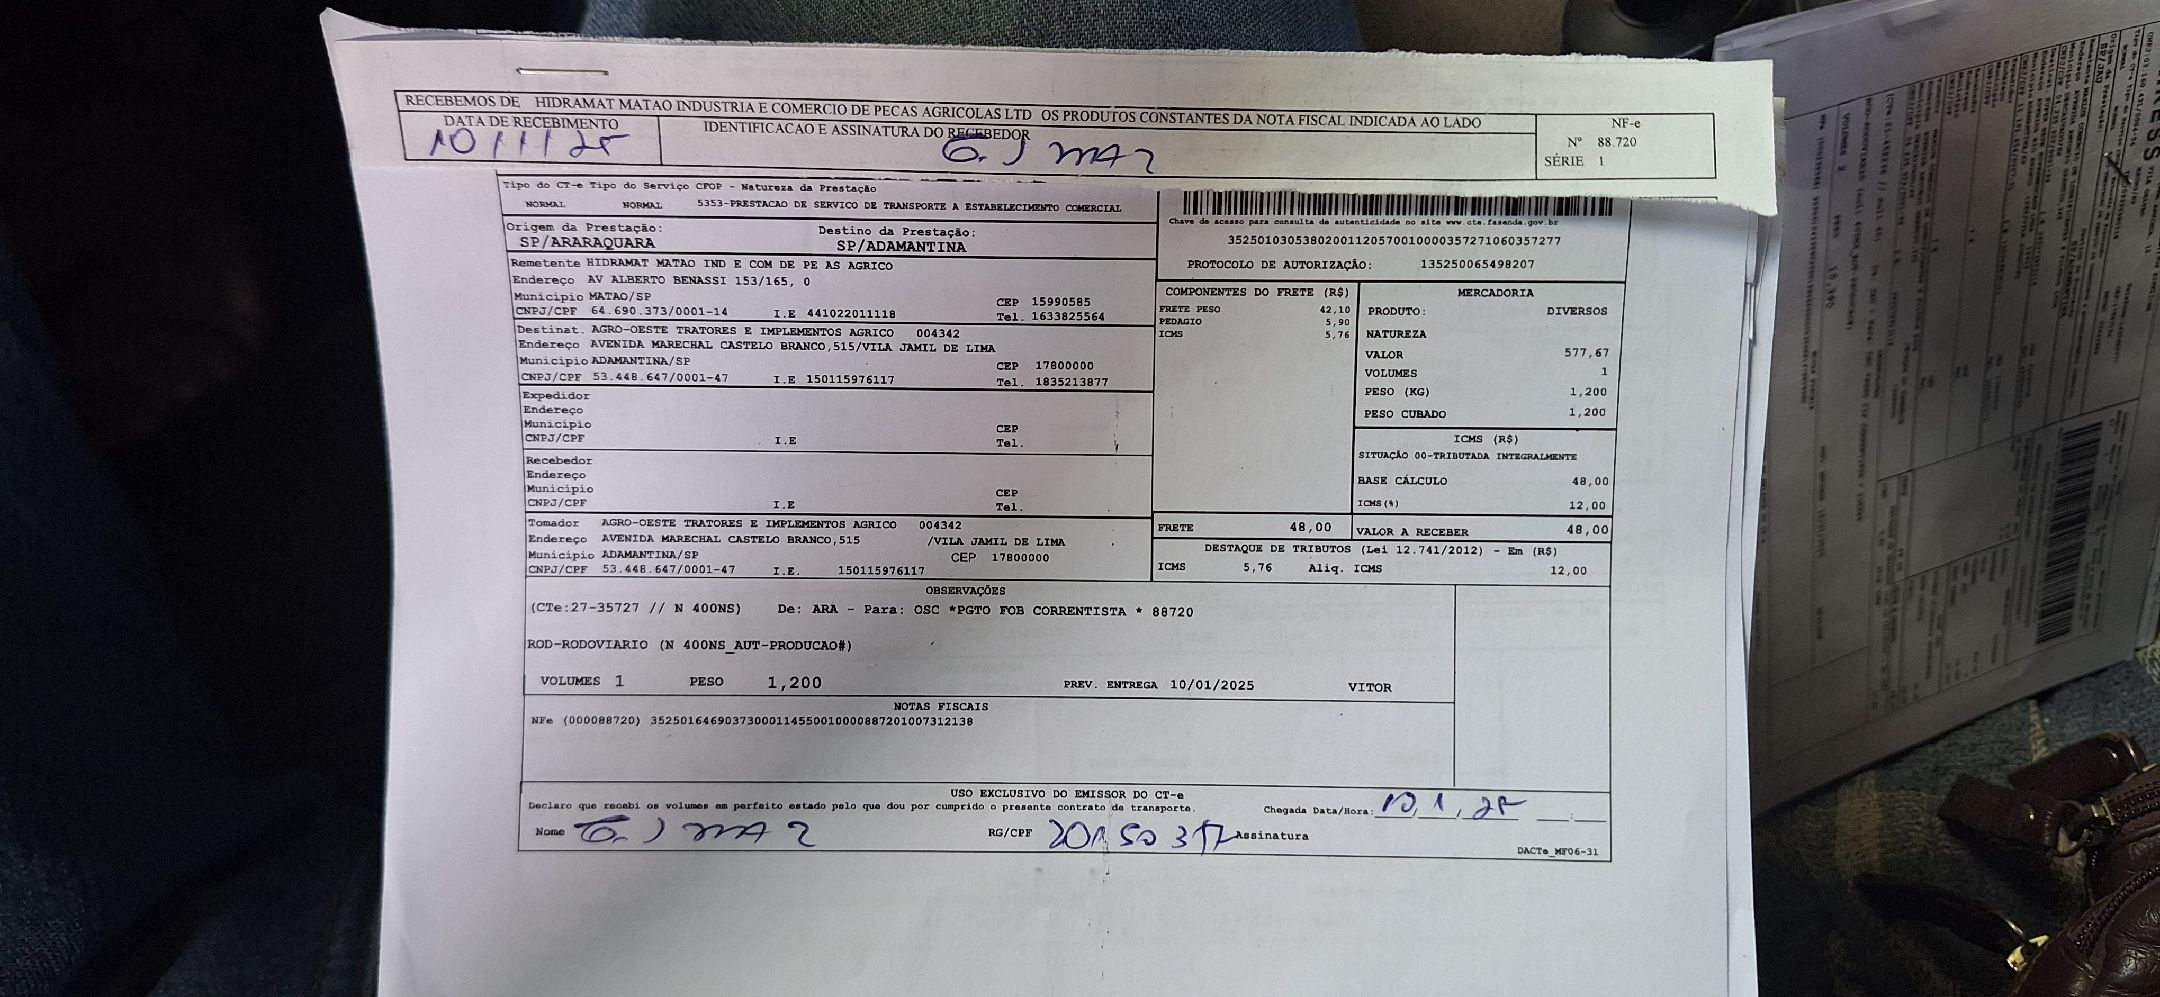 RECEBEMOS DE HIDRAMAT MATAO INDUSTRIA E COMERCIO DE PECAS AGRICOLAS LTD OS PRODUTOS CONSTANTES DA NOTA FISCAL INDICADA AO LADO
DATA DE RECEBIMENTO IDENTIFICACAO E ASSINATURA DO RECEBEDOR
10/1/25
NF-e
Nº 88.720
SÉRIE 1
Tipo do CT-e Tipo do Serviço CFOP - Natureza da Prestação
NORMAL NORMAL 5353-PRESTACAO DE SERVICO DE TRANSPORTE A ESTABELECIMENTO COMERCIAL
Origem da Prestação: Destino da Prestação:
SP/ARARAQUARA SP/ADAMANTINA
Chave de acesso para consulta de autenticidade no site www.cte.fazenda.gov.br
35250103053802001120570010000357271060357277
PROTOCOLO DE AUTORIZAÇÃO: 135250065498207
Remetente HIDRAMAT MATAO IND E COM DE PE AS AGRICO
Endereço AV ALBERTO BENASSI 153/165, 0
Município MATAO/SP CEP 15990585
CNPJ/CPF 64.690.373/0001-14 I.E 441022011118 Tel. 1633825564
Destinat. AGRO-OESTE TRATORES E IMPLEMENTOS AGRICO 004342
Endereço AVENIDA MARECHAL CASTELO BRANCO,515/VILA JAMIL DE LIMA
Município ADAMANTINA/SP CEP 17800000
CNPJ/CPF 53.448.647/0001-47 I.E 150115976117 Tel. 1835213877
Expedidor
Endereço
Município CEP
CNPJ/CPF I.E Tel.
Recebedor
Endereço
Município CEP
CNPJ/CPF I.E Tel.
Tomador AGRO-OESTE TRATORES E IMPLEMENTOS AGRICO 004342
Endereço AVENIDA MARECHAL CASTELO BRANCO,515 /VILA JAMIL DE LIMA
Município ADAMANTINA/SP CEP 17800000
CNPJ/CPF 53.448.647/0001-47 I.E. 150115976117
COMPONENTES DO FRETE (R$)
FRETE PESO 42,10
PEDAGIO 5,90
ICMS 5,76
MERCADORIA
PRODUTO: DIVERSOS
NATUREZA
VALOR 577,67
VOLUMES 1
PESO (KG) 1,200
PESO CUBADO 1,200
ICMS (R$)
SITUAÇÃO 00-TRIBUTADA INTEGRALMENTE
BASE CÁLCULO 48,00
ICMS(%) 12,00
FRETE 48,00 VALOR A RECEBER 48,00
DESTAQUE DE TRIBUTOS (Lei 12.741/2012) - Em (R$)
ICMS 5,76 Aliq. ICMS 12,00
OBSERVAÇÕES
(CTe:27-35727 // N 400NS) De: ARA - Para: OSC *PGTO FOB CORRENTISTA * 88720
ROD-RODOVIARIO (N 400NS_AUT-PRODUCAO#)
VOLUMES 1 PESO 1,200 PREV. ENTREGA 10/01/2025 VITOR
NOTAS FISCAIS
NFe (000088720) 35250164690373000114550010000887201007312138
USO EXCLUSIVO DO EMISSOR DO CT-e
Declaro que recebi os volumes em perfeito estado pelo que dou por cumprido o presente contrato de transporte. Chegada Data/Hora: 10, 1, 25 __:__
Nome RG/CPF Assinatura
DACTe_MF06-31